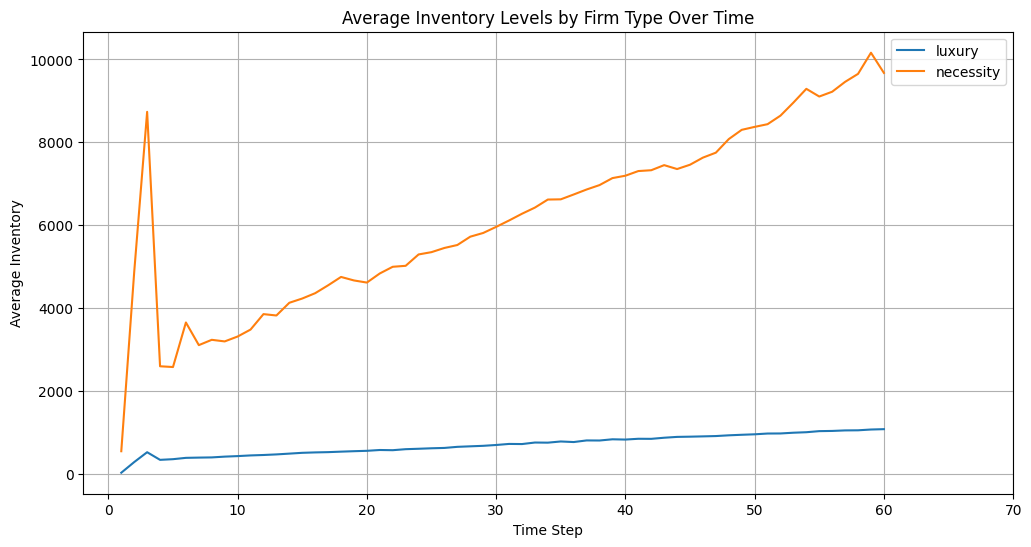 Average Inventory Levels by Firm Type Over Time
luxury
necessity
Average Inventory
10000
8000
6000
4000
2000
0
0 10 20 30 40 50 60 70
Time Step